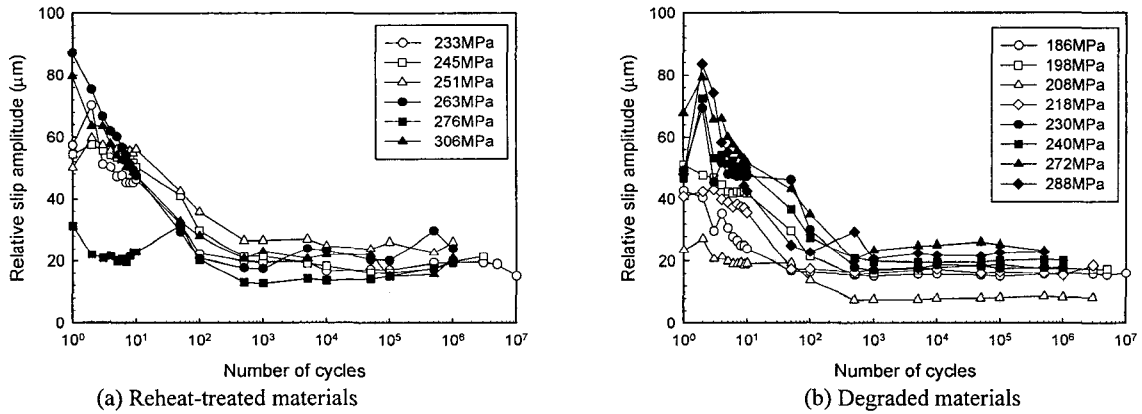 100
80
60
40
20
0
Relative slip amplitude (μm)
10⁰ 10¹ 10² 10³ 10⁴ 10⁵ 10⁶ 10⁷
Number of cycles
233MPa
245MPa
251MPa
263MPa
276MPa
306MPa
(a) Reheat-treated materials
100
80
60
40
20
0
Relative slip amplitude (μm)
10⁰ 10¹ 10² 10³ 10⁴ 10⁵ 10⁶ 10⁷
Number of cycles
186MPa
198MPa
208MPa
218MPa
230MPa
240MPa
272MPa
288MPa
(b) Degraded materials